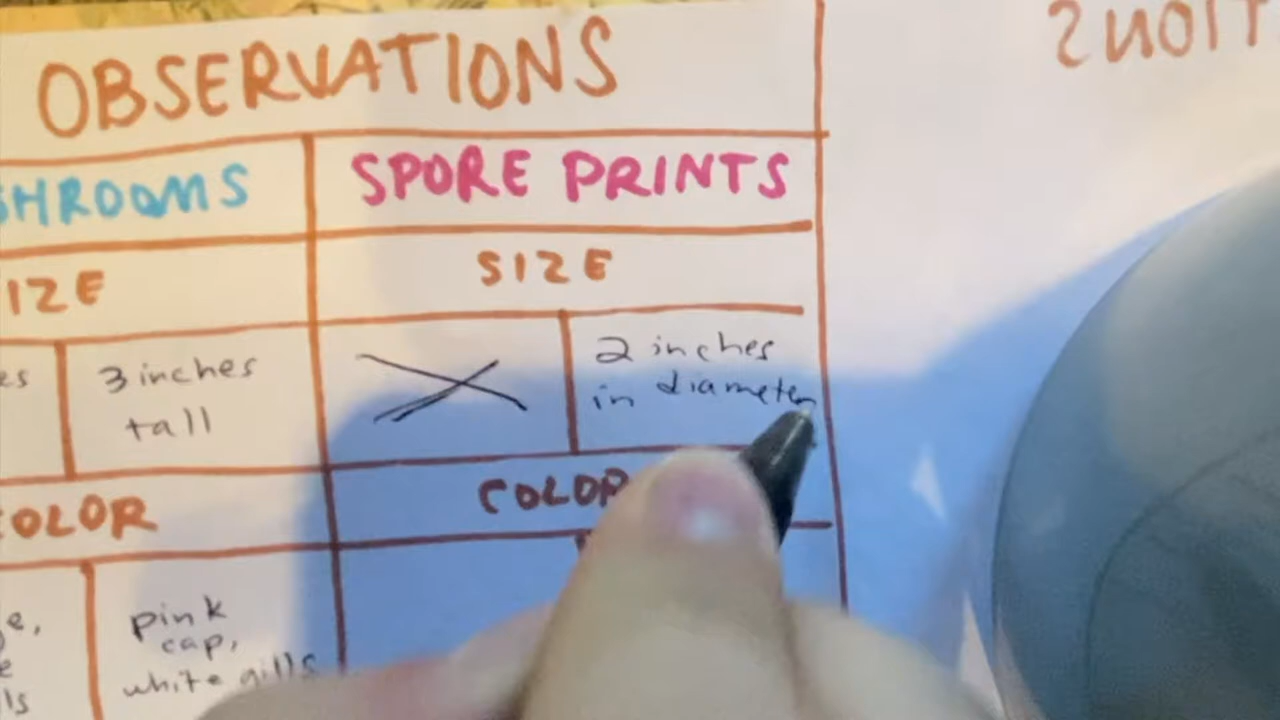 OBSERVATIONS
SHROOMS
SPORE PRINTS
IZE
SIZE
es
3 inches
tall
2 inches
in diameter
OLOR
COLOR
pink
cap,
white gills